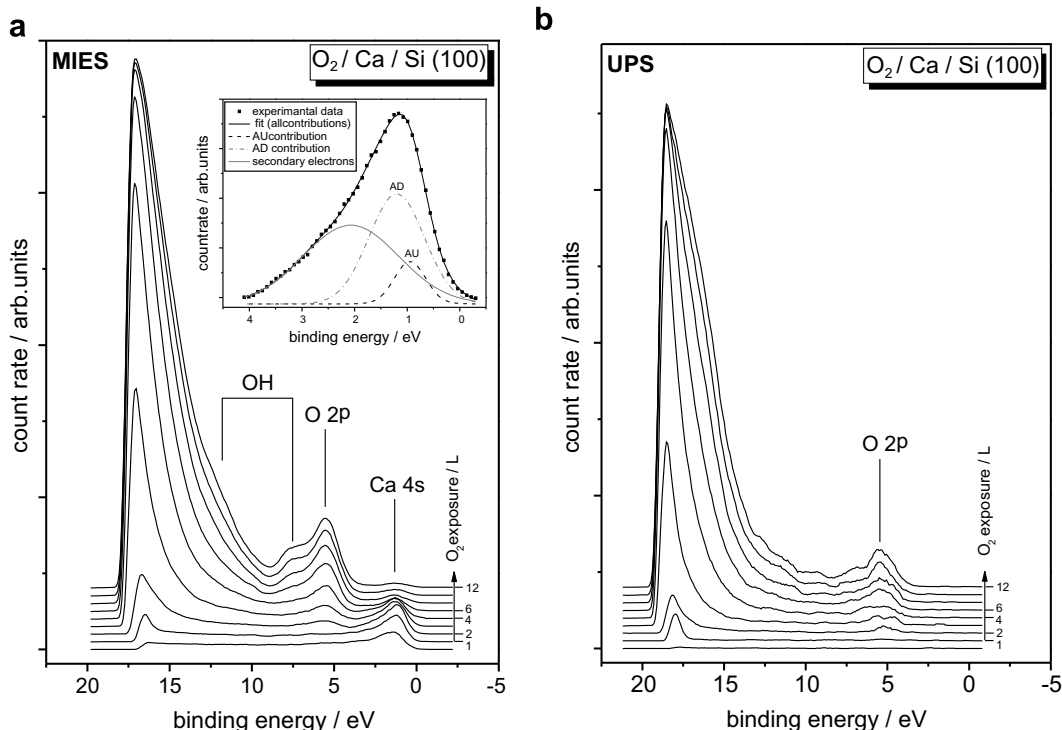 a
MIES
O₂ / Ca / Si (100)
experimantal data
fit (allcontributions)
AUcontribution
AD contribution
secondary electrons
AD
AU
countrate / arb.units
4 3 2 1 0
binding energy / eV
OH
O 2p
Ca 4s
O₂ exposure / L
12
6
4
2
1
count rate / arb.units
20 15 10 5 0 -5
binding energy / eV
b
UPS
O₂ / Ca / Si (100)
O 2p
O₂ exposure / L
12
6
4
2
1
count rate / arb.units
20 15 10 5 0 -5
binding energy / eV